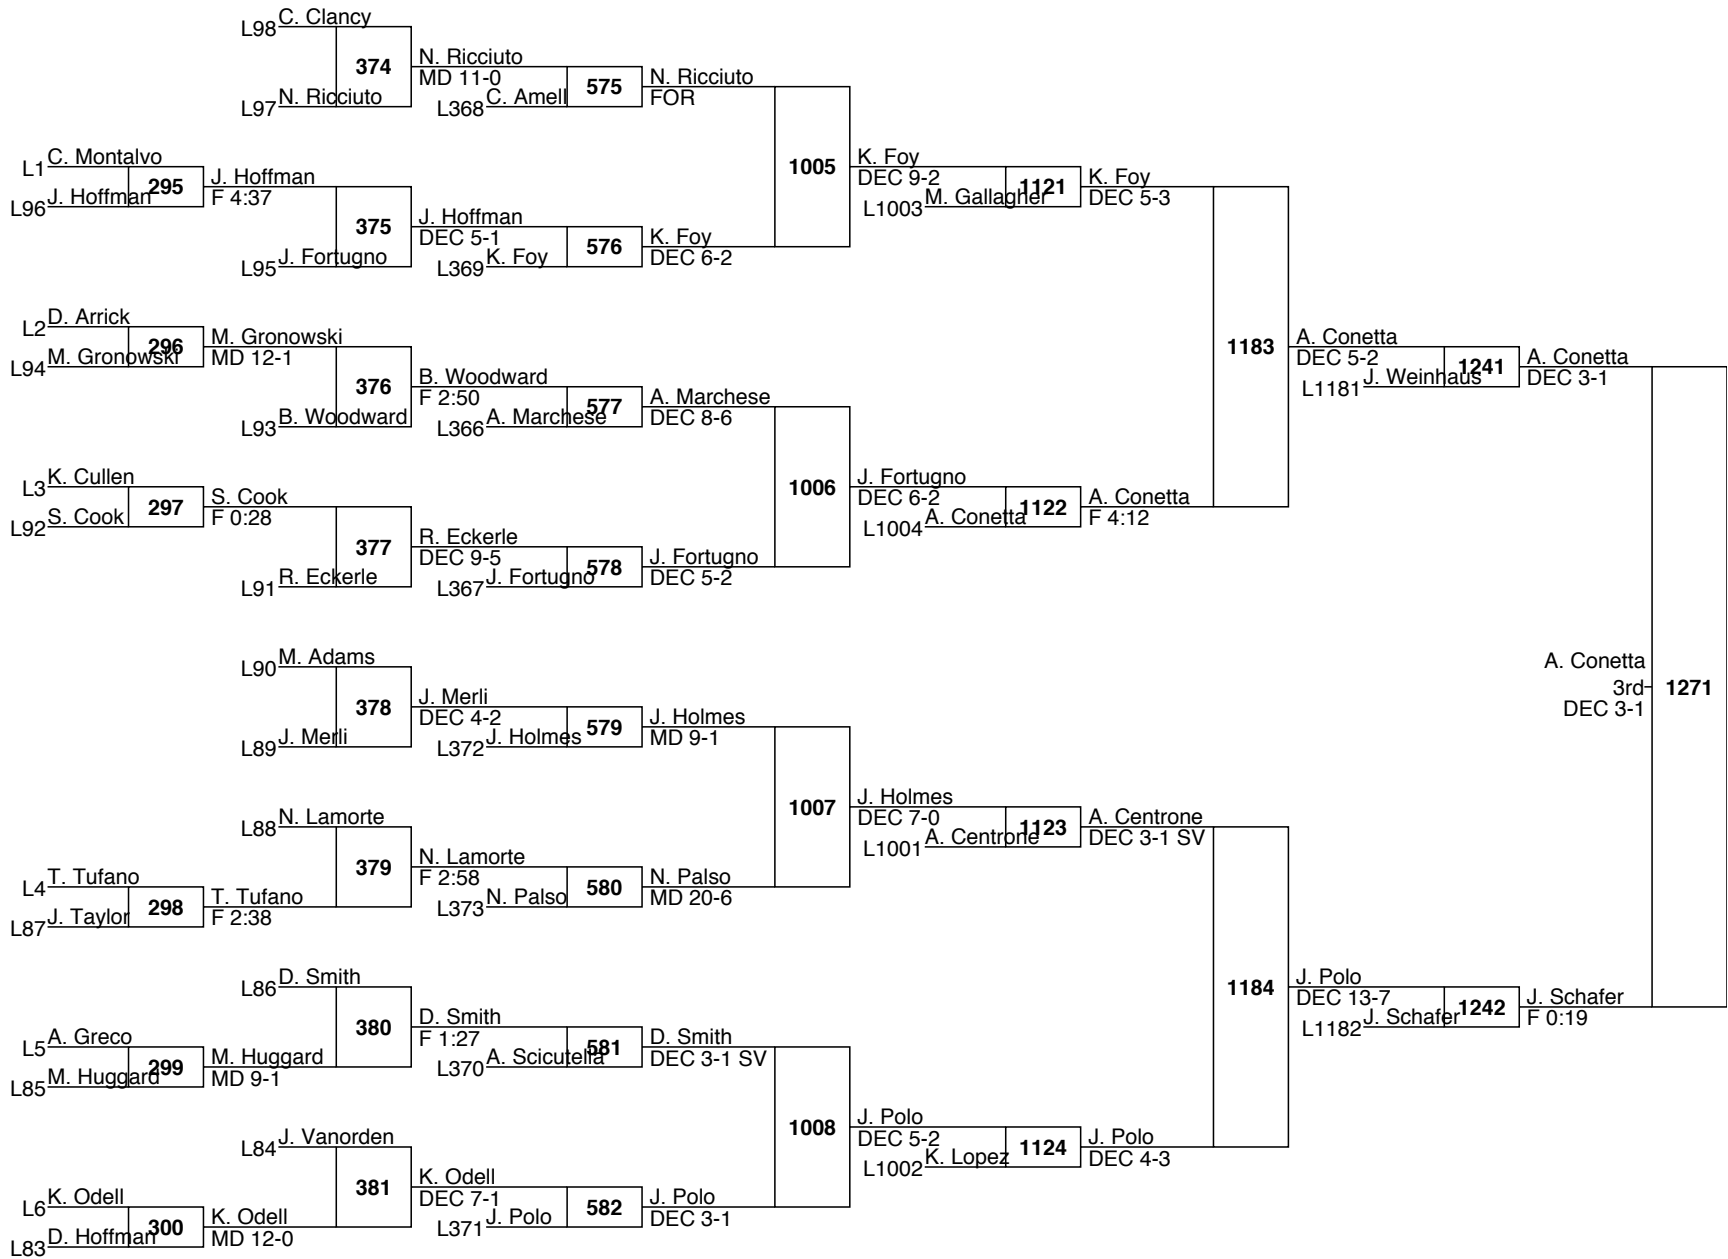 L98 C. Clancy
374
N. Ricciuto
MD 11-0
L97 N. Ricciuto
L368 C. Amell
575
N. Ricciuto
FOR
L1 C. Montalvo
L96 J. Hoffman
295
J. Hoffman
F 4:37
375
J. Hoffman
DEC 5-1
L95 J. Fortugno
L369 K. Foy
576
K. Foy
DEC 6-2
1005
K. Foy
DEC 9-2
L1003 M. Gallagher
1121
K. Foy
DEC 5-3
L2 D. Arrick
L94 M. Gronowski
296
M. Gronowski
MD 12-1
376
B. Woodward
F 2:50
L93 B. Woodward
L366 A. Marchese
577
A. Marchese
DEC 8-6
L3 K. Cullen
L92 S. Cook
297
S. Cook
F 0:28
377
R. Eckerle
DEC 9-5
L91 R. Eckerle
L367 J. Fortugno
578
J. Fortugno
DEC 5-2
1006
J. Fortugno
DEC 6-2
L1004 A. Conetta
1122
A. Conetta
F 4:12
1183
A. Conetta
DEC 5-2
L1181 J. Weinhaus
1241
A. Conetta
DEC 3-1
L90 M. Adams
378
J. Merli
DEC 4-2
L89 J. Merli
L372 J. Holmes
579
J. Holmes
MD 9-1
L88 N. Lamorte
379
N. Lamorte
F 2:58
L4 T. Tufano
L87 J. Taylor
298
T. Tufano
F 2:38
L373 N. Palso
580
N. Palso
MD 20-6
1007
J. Holmes
DEC 7-0
L1001 A. Centrone
1123
A. Centrone
DEC 3-1 SV
L86 D. Smith
380
D. Smith
F 1:27
L5 A. Greco
L85 M. Huggard
299
M. Huggard
MD 9-1
L370 A. Scicutella
581
D. Smith
DEC 3-1 SV
L84 J. Vanorden
381
K. Odell
DEC 7-1
L6 K. Odell
L83 D. Hoffman
300
K. Odell
MD 12-0
L371 J. Polo
582
J. Polo
DEC 3-1
1008
J. Polo
DEC 5-2
L1002 K. Lopez
1124
J. Polo
DEC 4-3
1184
J. Polo
DEC 13-7
L1182 J. Schafer
1242
J. Schafer
F 0:19
A. Conetta
3rd
DEC 3-1
1271